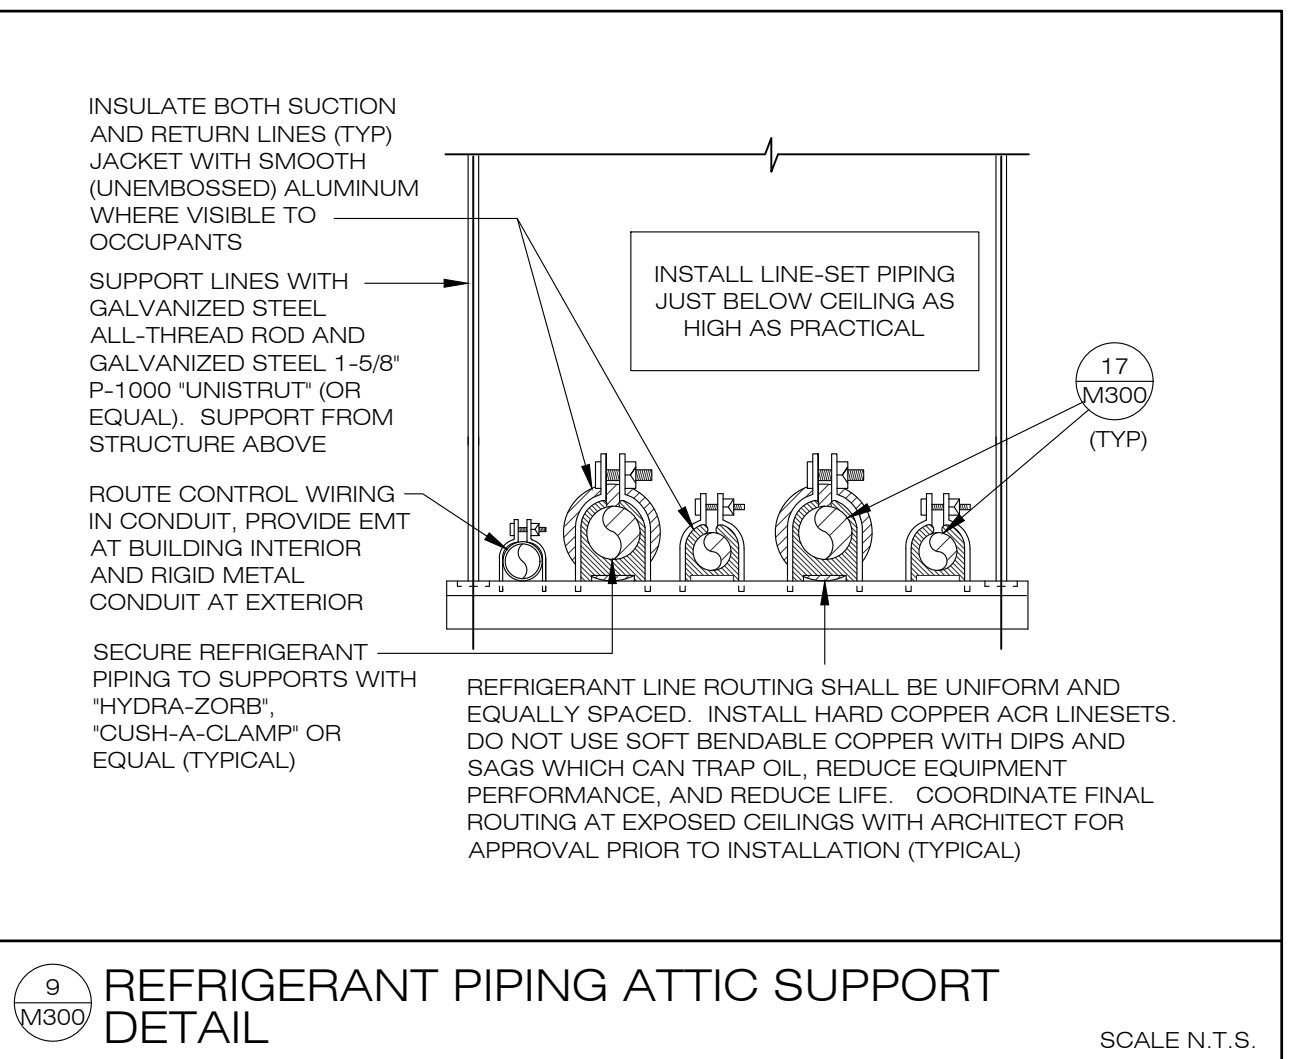 INSULATE BOTH SUCTION
AND RETURN LINES (TYP)
JACKET WITH SMOOTH
(UNEMBOSSED) ALUMINUM
WHERE VISIBLE TO
OCCUPANTS
SUPPORT LINES WITH
GALVANIZED STEEL
ALL-THREAD ROD AND
GALVANIZED STEEL 1-5/8"
P-1000 "UNISTRUT" (OR
EQUAL).  SUPPORT FROM
STRUCTURE ABOVE
ROUTE CONTROL WIRING
IN CONDUIT, PROVIDE EMT
AT BUILDING INTERIOR
AND RIGID METAL
CONDUIT AT EXTERIOR
SECURE REFRIGERANT
PIPING TO SUPPORTS WITH
"HYDRA-ZORB",
"CUSH-A-CLAMP" OR
EQUAL (TYPICAL)
INSTALL LINE-SET PIPING
JUST BELOW CEILING AS
HIGH AS PRACTICAL
17
M300
(TYP)
REFRIGERANT LINE ROUTING SHALL BE UNIFORM AND
EQUALLY SPACED.  INSTALL HARD COPPER ACR LINESETS.
DO NOT USE SOFT BENDABLE COPPER WITH DIPS AND
SAGS WHICH CAN TRAP OIL, REDUCE EQUIPMENT
PERFORMANCE, AND REDUCE LIFE.   COORDINATE FINAL
ROUTING AT EXPOSED CEILINGS WITH ARCHITECT FOR
APPROVAL PRIOR TO INSTALLATION (TYPICAL)
9
M300
REFRIGERANT PIPING ATTIC SUPPORT
DETAIL
SCALE N.T.S.